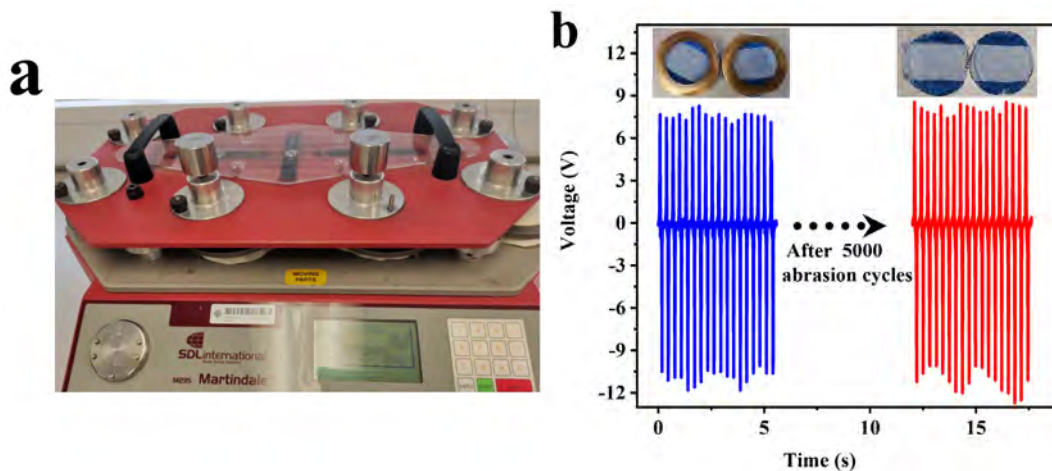 a
MOVING
PARTS
SDLinternational
M235 Martindale
b
Voltage (V)
12
9
6
3
0
-3
-6
-9
-12
After 5000
abrasion cycles
0
5
10
15
Time (s)